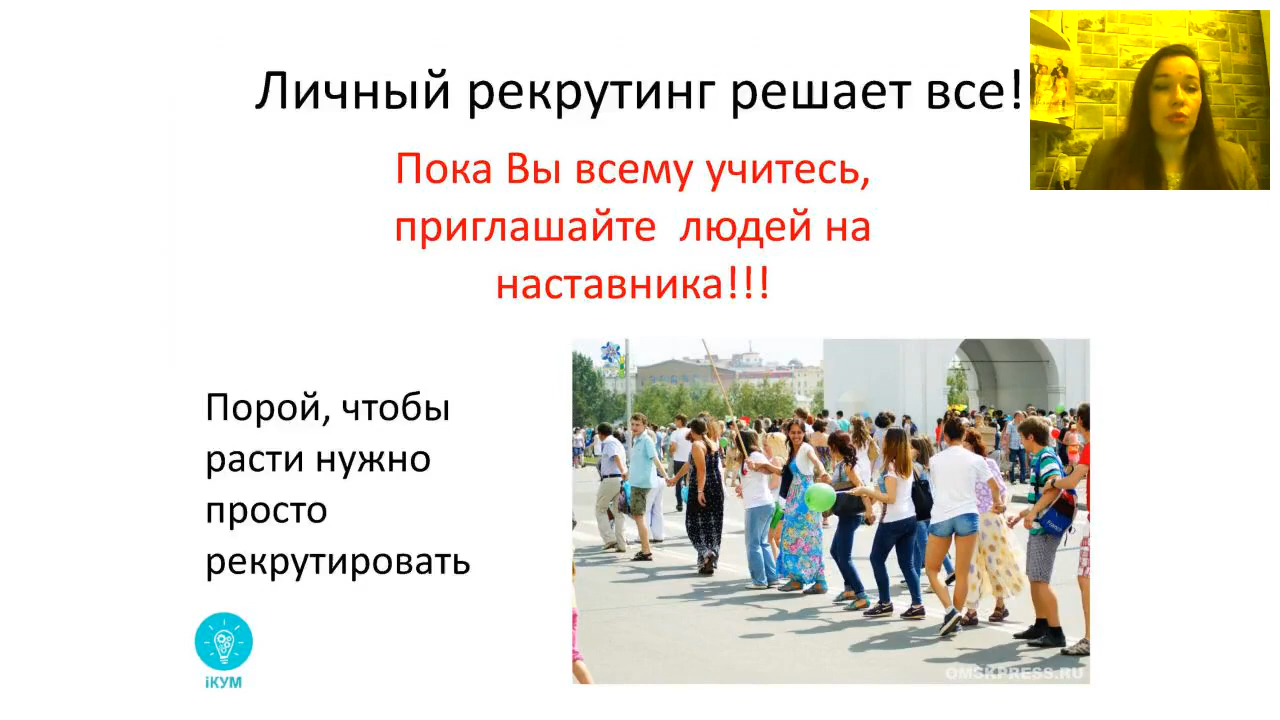 Личный рекрутинг решает все!
Пока Вы всему учитесь,
приглашайте людей на
наставника!!!
Порой, чтобы
расти нужно
просто
рекрутировать
iКУМ
OMSKPRESS.RU